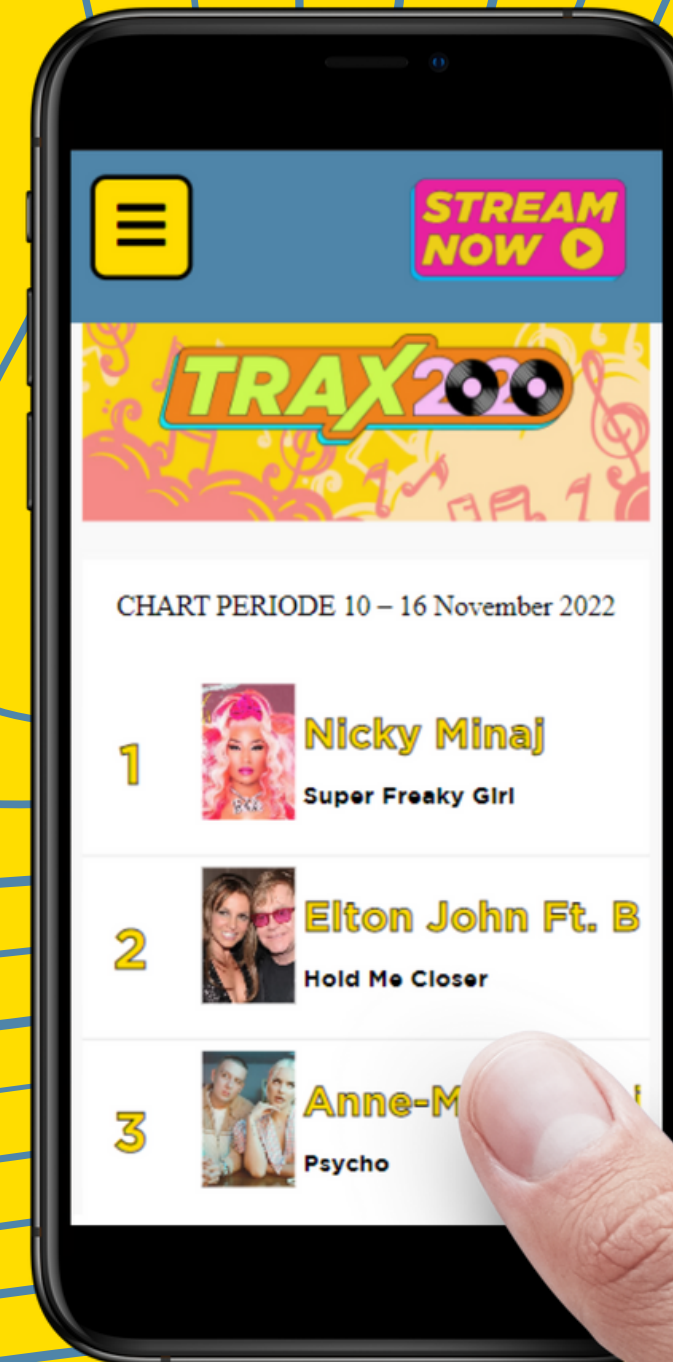 STREAM
NOW
TRAX2020
CHART PERIODE 10 – 16 November 2022
1
Nicky Minaj
Super Freaky Girl
2
Elton John Ft. B
Hold Me Closer
3
Anne-M
Psycho